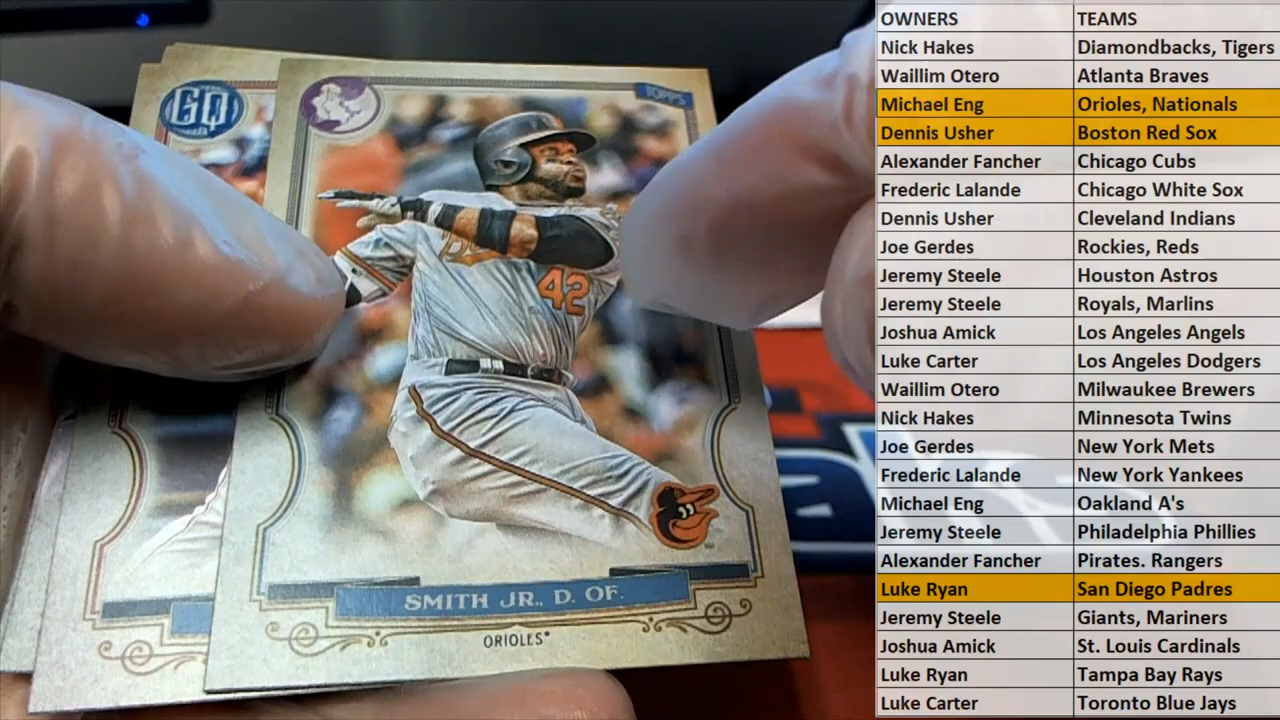 GQ
TOPPS
42
SMITH JR., D. OF.
ORIOLES
OWNERS TEAMS
Nick Hakes Diamondbacks, Tigers
Waillim Otero Atlanta Braves
Michael Eng Orioles, Nationals
Dennis Usher Boston Red Sox
Alexander Fancher Chicago Cubs
Frederic Lalande Chicago White Sox
Dennis Usher Cleveland Indians
Joe Gerdes Rockies, Reds
Jeremy Steele Houston Astros
Jeremy Steele Royals, Marlins
Joshua Amick Los Angeles Angels
Luke Carter Los Angeles Dodgers
Waillim Otero Milwaukee Brewers
Nick Hakes Minnesota Twins
Joe Gerdes New York Mets
Frederic Lalande New York Yankees
Michael Eng Oakland A's
Jeremy Steele Philadelphia Phillies
Alexander Fancher Pirates. Rangers
Luke Ryan San Diego Padres
Jeremy Steele Giants, Mariners
Joshua Amick St. Louis Cardinals
Luke Ryan Tampa Bay Rays
Luke Carter Toronto Blue Jays